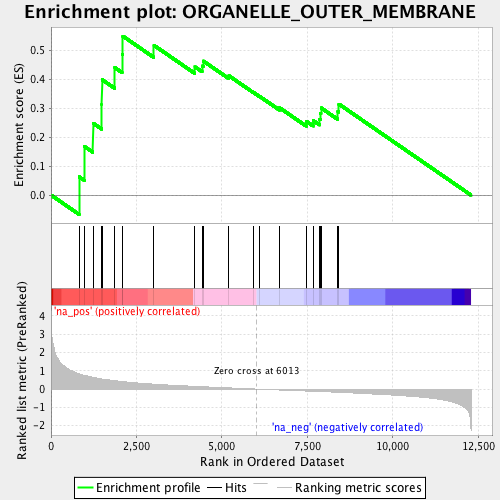 Enrichment plot: ORGANELLE_OUTER_MEMBRANE
Enrichment score (ES)
0.5
0.4
0.3
0.2
0.1
0.0
'na_pos' (positively correlated)
Ranked list metric (PreRanked)
4
3
2
1
0
-1
-2
Zero cross at 6013
'na_neg' (negatively correlated)
0
2,500
5,000
7,500
10,000
12,500
Rank in Ordered Dataset
Enrichment profile
Hits
Ranking metric scores